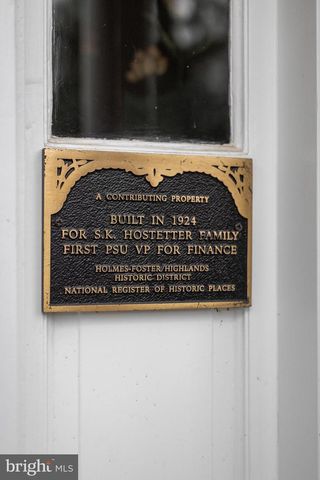 A CONTRIBUTING PROPERTY
BUILT IN 1924
FOR S.K. HOSTETTER FAMILY
FIRST PSU VP FOR FINANCE
HOLMES-FOSTER/HIGHLANDS
HISTORIC DISTRICT
NATIONAL REGISTER OF HISTORIC PLACES
bright MLS